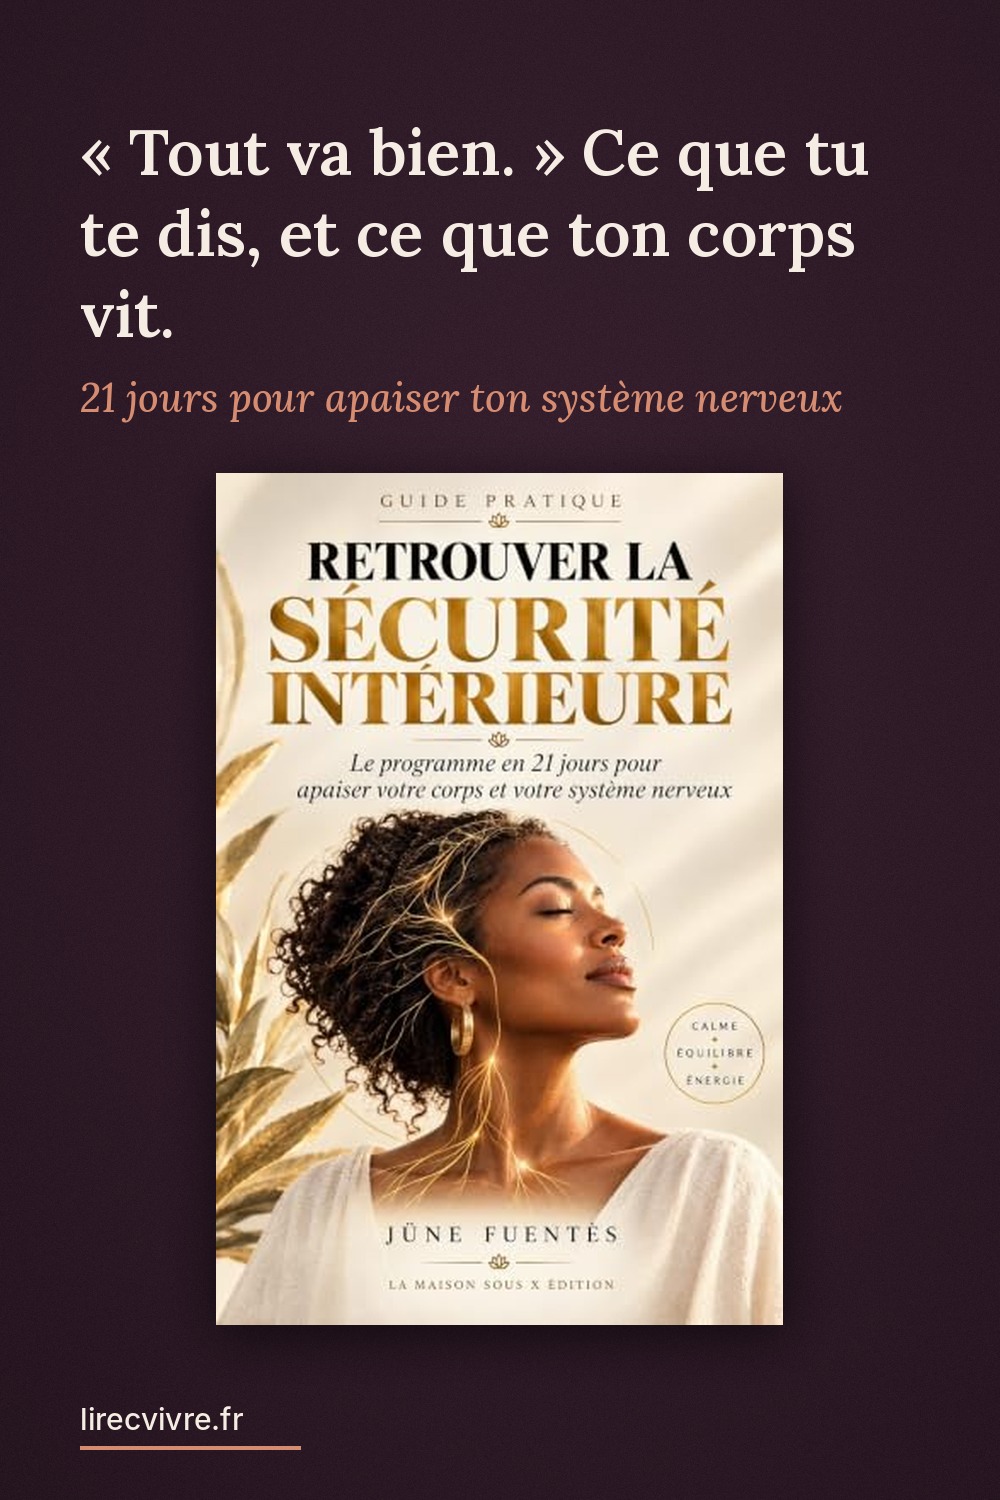 « Tout va bien. » Ce que tu
te dis, et ce que ton corps
vit.
21 jours pour apaiser ton système nerveux
GUIDE PRATIQUE
RETROUVER LA
SÉCURITÉ
INTÉRIEURE
Le programme en 21 jours pour
apaiser votre corps et votre système nerveux
CALME
ÉQUILIBRE
ÉNERGIE
JÜNE FUENTÈS
LA MAISON SOUS X ÉDITION
lirecvivre.fr